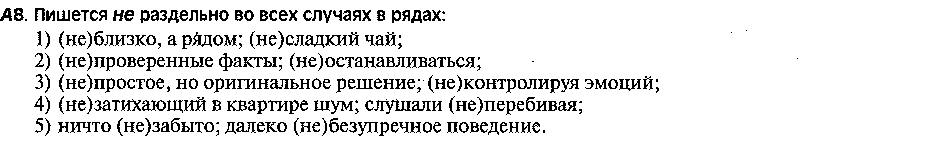 А8. Пишется не раздельно во всех случаях в рядах:
1) (не)близко, а рядом; (не)сладкий чай;
2) (не)проверенные факты; (не)останавливаться;
3) (не)простое, но оригинальное решение; (не)контролируя эмоций;
4) (не)затихающий в квартире шум; слушали (не)перебивая;
5) ничто (не)забыто; далеко (не)безупречное поведение.